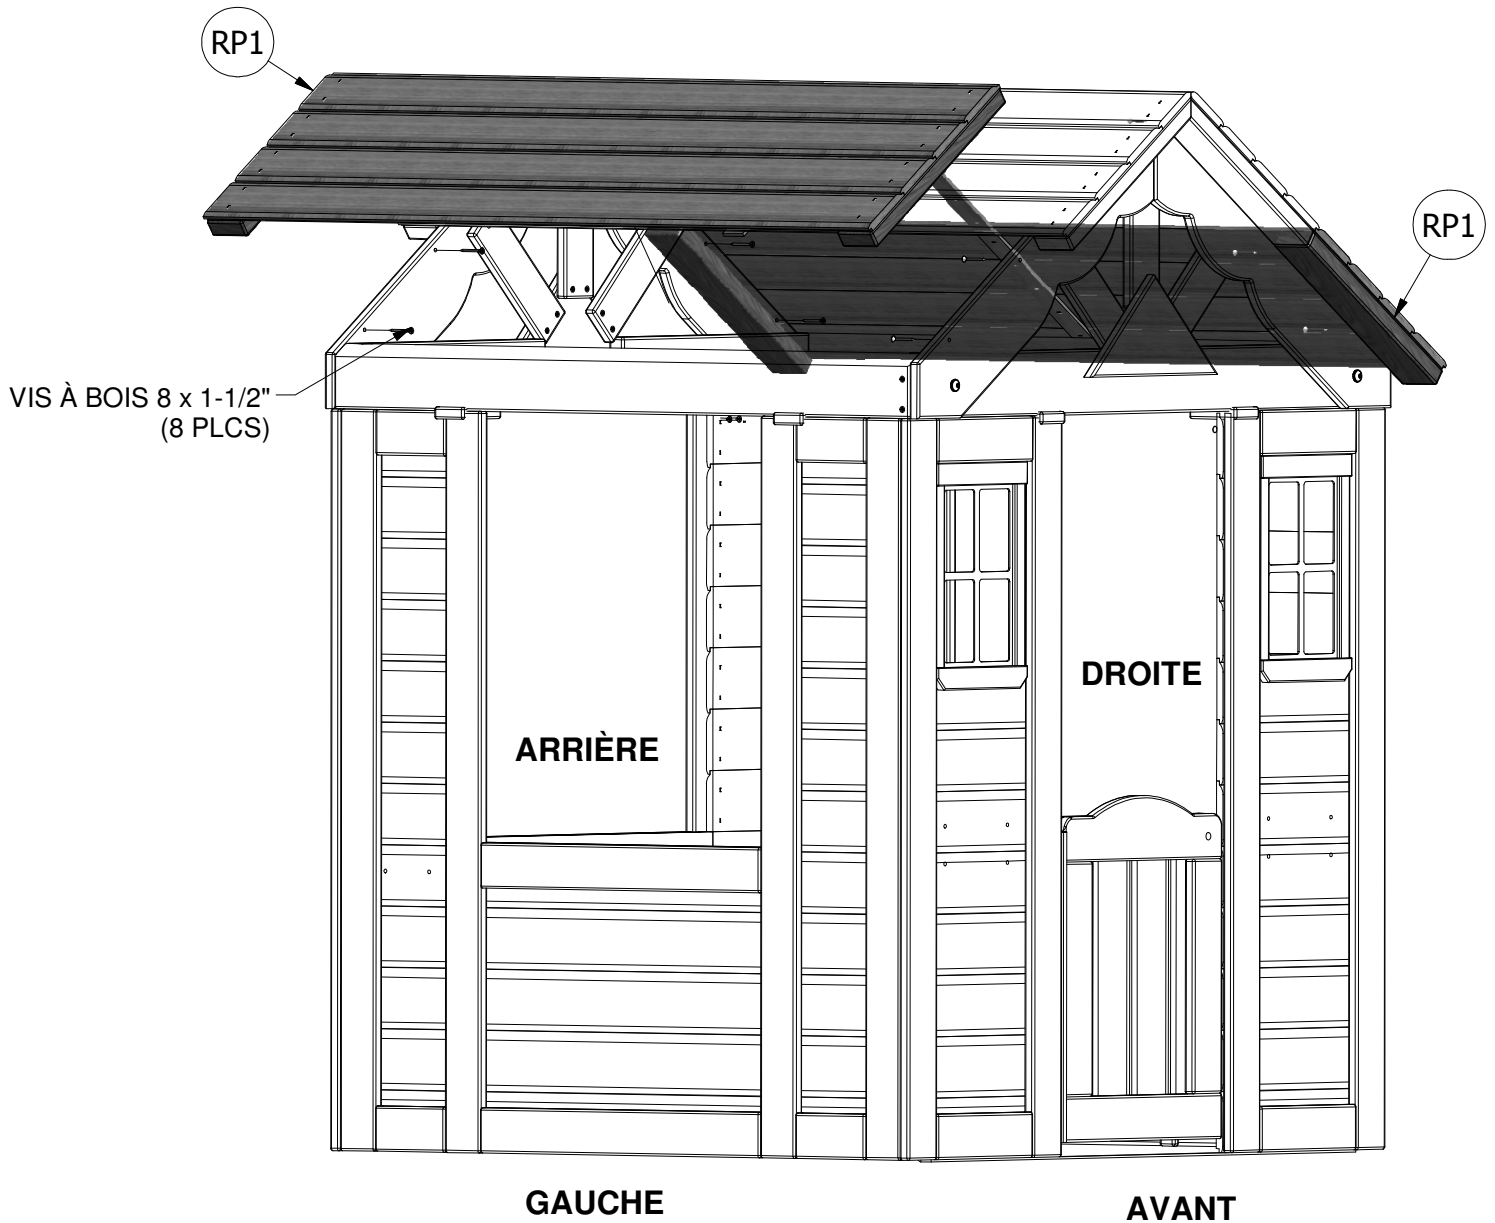 RP1
RP1
VIS À BOIS 8 x 1-1/2"
(8 PLCS)
DROITE
ARRIÈRE
GAUCHE
AVANT